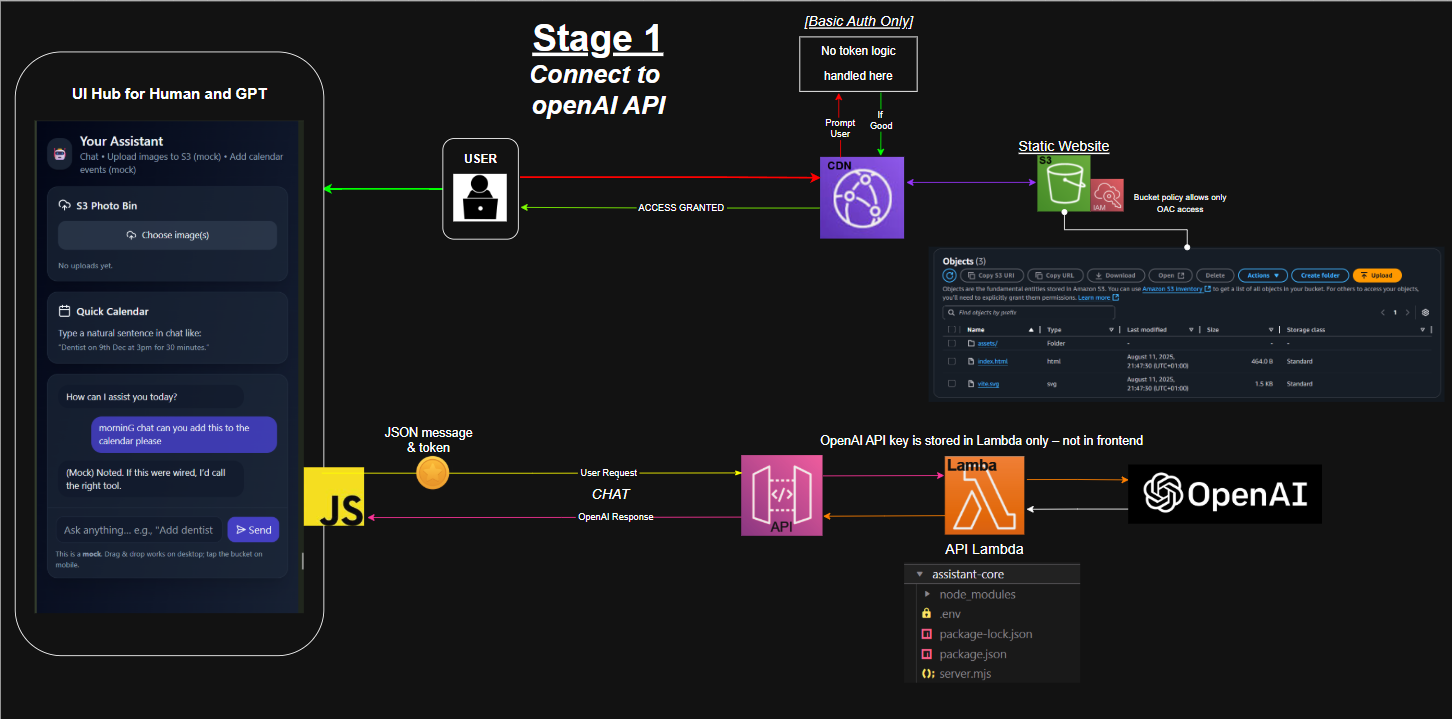 Stage 1
Connect to
openAI API
[Basic Auth Only]
No token logic
handled here
Prompt
User
If
Good
UI Hub for Human and GPT
Your Assistant
Chat • Upload images to S3 (mock) • Add calendar
events (mock)
S3 Photo Bin
Choose image(s)
No uploads yet.
Quick Calendar
Type a natural sentence in chat like:
"Dentist on 9th Dec at 3pm for 30 minutes."
How can I assist you today?
morninG chat can you add this to the
calendar please
(Mock) Noted. If this were wired, I'd call
the right tool.
Ask anything... e.g., "Add dentist
Send
This is a mock. Drag & drop works on desktop; tap the bucket on
mobile.
USER
ACCESS GRANTED
CDN
Static Website
S3
IAM
Bucket policy allows only
OAC access
Objects (3)
Copy S3 URI
Copy URL
Download
Open
Delete
Actions
Create folder
Upload
Objects are the fundamental entities stored in Amazon S3. You can use Amazon S3 inventory to get a list of all objects in your bucket. For others to access your objects,
you'll need to explicitly grant them permissions. Learn more
Find objects by prefix
1
Name Type Last modified Size Storage class
assets/ Folder - - -
index.html html August 11, 2025, 21:47:30 (UTC+01:00) 464.0 B Standard
vite.svg svg August 11, 2025, 21:47:30 (UTC+01:00) 1.5 KB Standard
JSON message
& token
JS
User Request
CHAT
OpenAI Response
API
OpenAI API key is stored in Lambda only – not in frontend
Lamba
OpenAI
API Lambda
assistant-core
node_modules
.env
package-lock.json
package.json
server.mjs